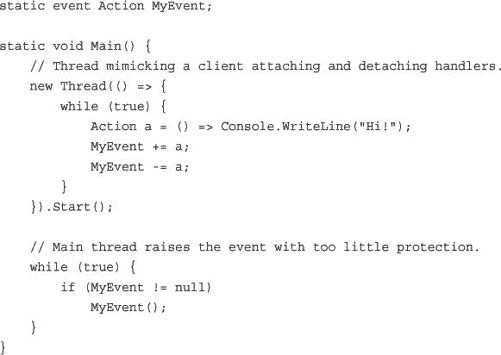 static event Action MyEvent;

static void Main() {
    // Thread mimicking a client attaching and detaching handlers.
    new Thread(() => {
        while (true) {
            Action a = () => Console.WriteLine("Hi!");
            MyEvent += a;
            MyEvent -= a;
        }
    }).Start();

    // Main thread raises the event with too little protection.
    while (true) {
        if (MyEvent != null)
            MyEvent();
    }
}